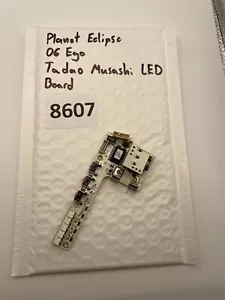 Planet Eclipse
06 Ego
Tadao Musashi LED
Board
8607